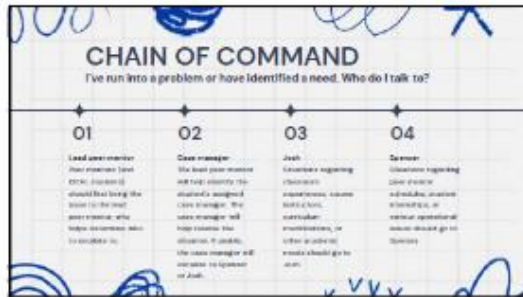 CHAIN OF COMMAND
I've run into a problem or have identified a need. Who do I talk to?
01
02
03
04
Lead peer mentor
Peer mentors (and
should first bring the
issue to the lead
peer mentor who
helps determine who
to escalate to.
Case manager
The lead peer mentor
will help identify the
student's assigned
case manager. The
case manager will
help resolve the
situation. If unable,
the case manager will
escalate to Spencer
or Josh.
Josh
Situations regarding
classroom
experiences, course
instructors,
curriculum
modifications, or
other academic
needs should go to
Josh.
Spencer
Situations regarding
peer mentor
schedules, student
internships, or
various operational
issues should go to
Spencer.